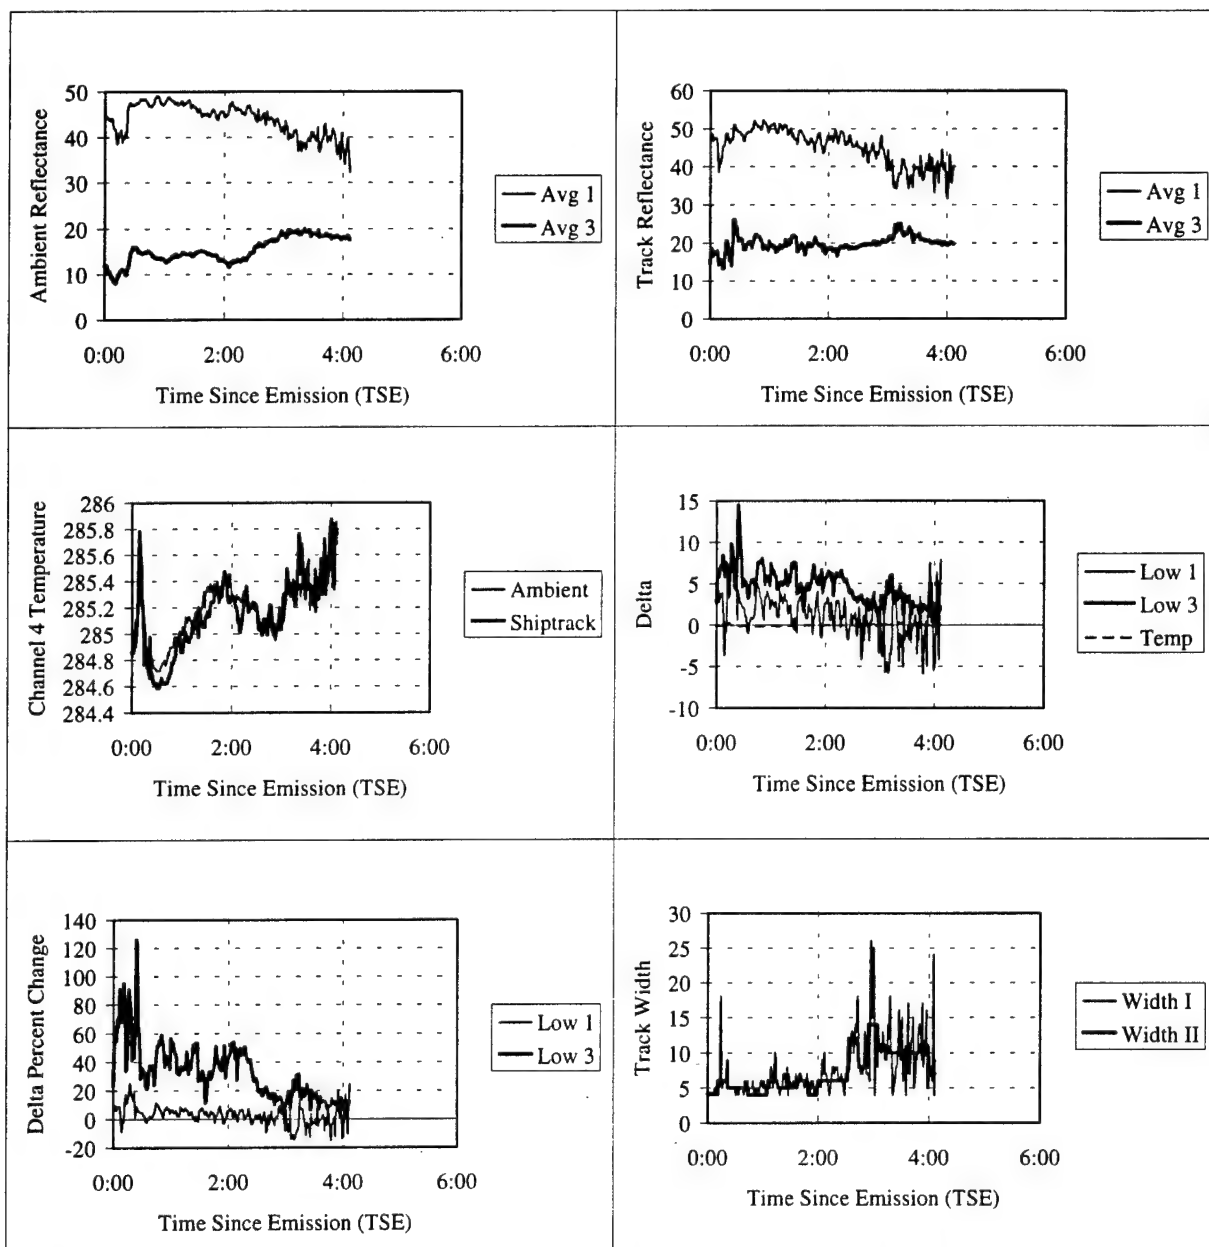 50
40
30
20
10
0
Ambient Reflectance
0:00 2:00 4:00 6:00
Time Since Emission (TSE)
Avg 1
Avg 3
60
50
40
30
20
10
0
Track Reflectance
0:00 2:00 4:00 6:00
Time Since Emission (TSE)
Avg 1
Avg 3
286
285.8
285.6
285.4
285.2
285
284.8
284.6
284.4
Channel 4 Temperature
0:00 2:00 4:00 6:00
Time Since Emission (TSE)
Ambient
Shiptrack
15
10
5
0
-5
-10
Delta
0:00 2:00 4:00 6:00
Time Since Emission (TSE)
Low 1
Low 3
Temp
140
120
100
80
60
40
20
0
-20
Delta Percent Change
0:00 2:00 4:00 6:00
Time Since Emission (TSE)
Low 1
Low 3
30
25
20
15
10
5
0
Track Width
0:00 2:00 4:00 6:00
Time Since Emission (TSE)
Width I
Width II